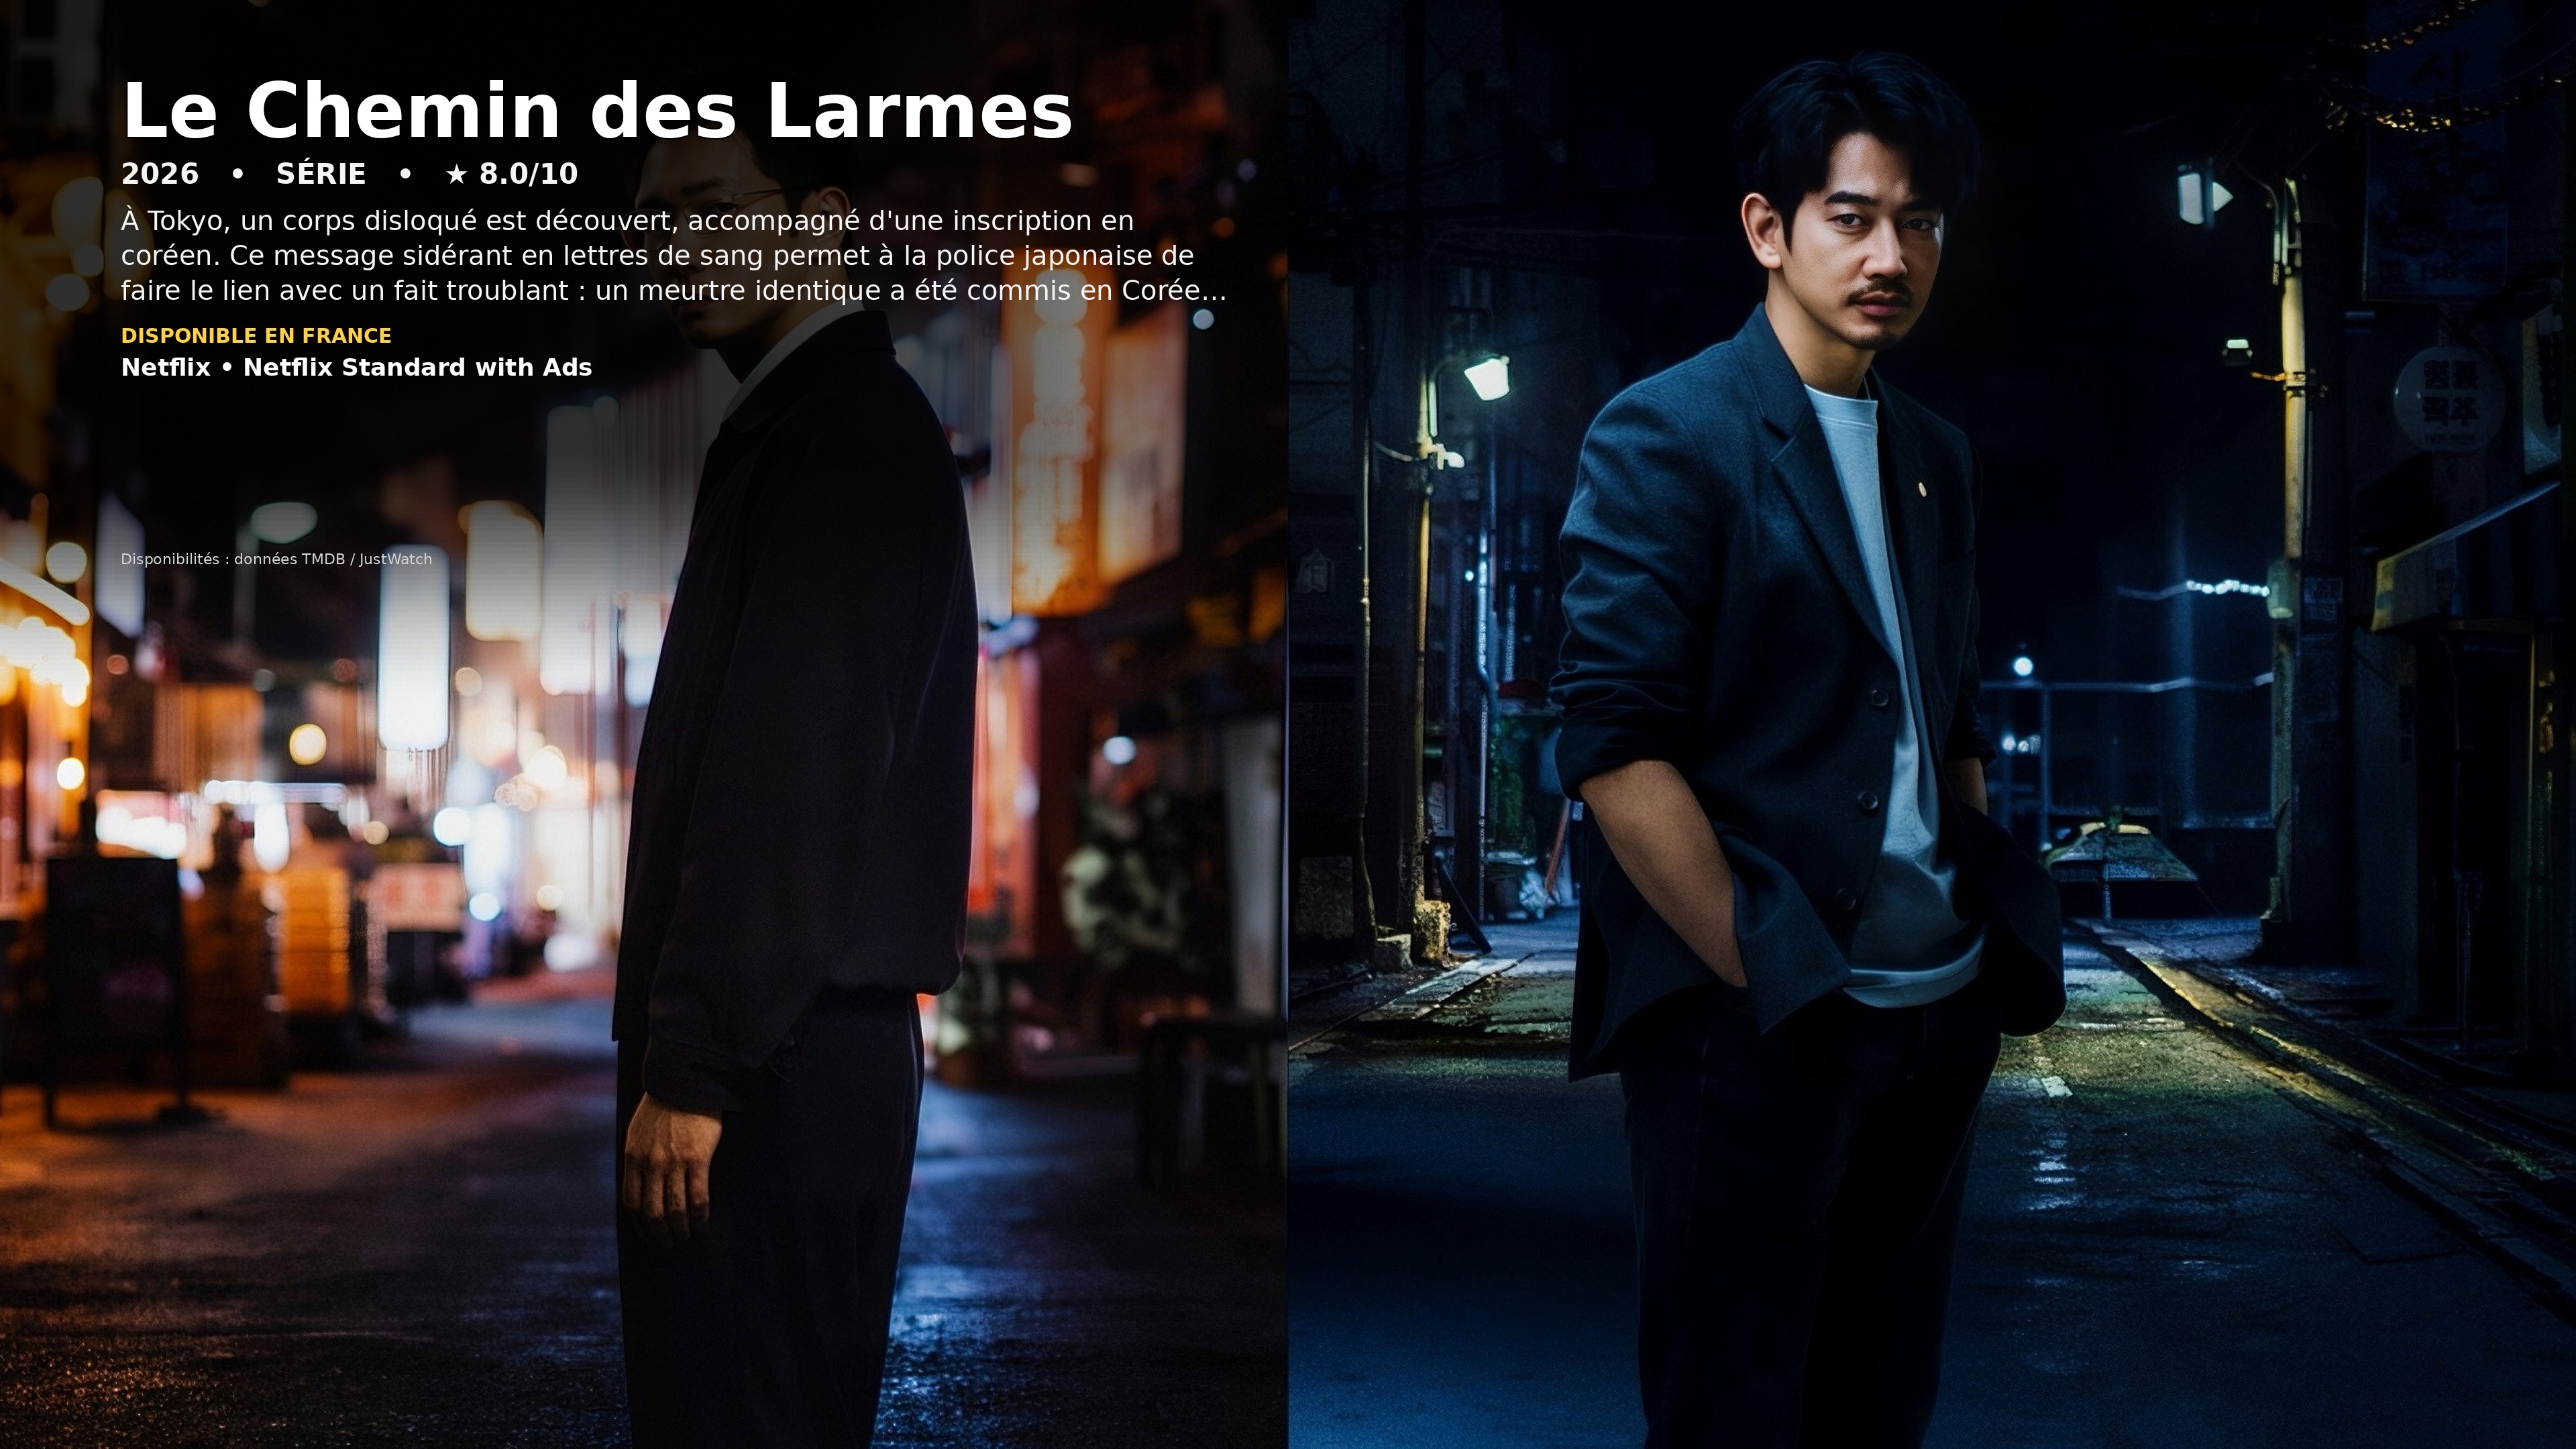 Le Chemin des Larmes
2026 • SÉRIE • ★ 8.0/10
À Tokyo, un corps disloqué est découvert, accompagné d'une inscription en
coréen. Ce message sidérant en lettres de sang permet à la police japonaise de
faire le lien avec un fait troublant : un meurtre identique a été commis en Corée…
DISPONIBLE EN FRANCE
Netflix • Netflix Standard with Ads
Disponibilités : données TMDB / JustWatch